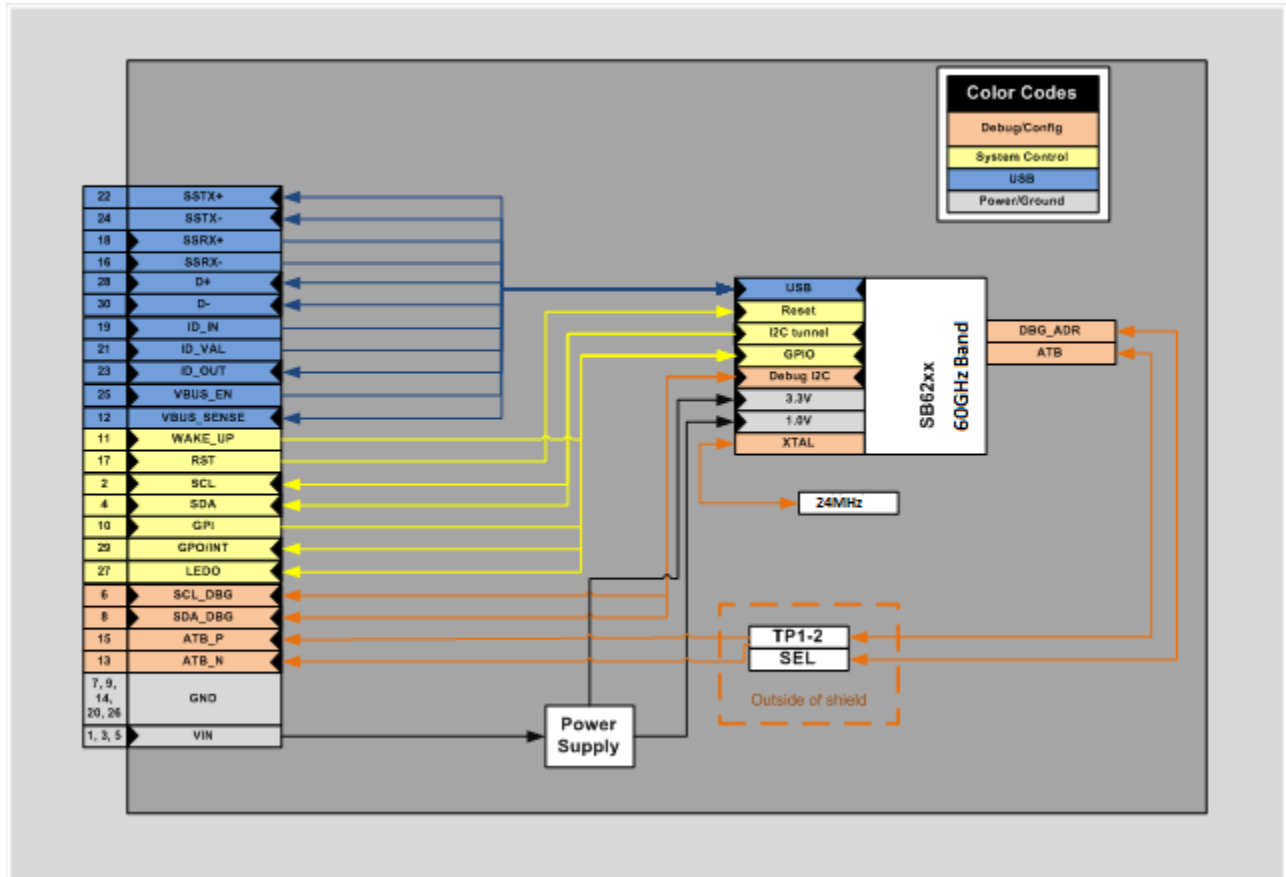 Color Codes
Debug/Config
System Control
USB
Power/Ground
22 SSTX+
24 SSTX-
18 SSRX+
16 SSRX-
28 D+
30 D-
19 ID_IN
21 ID_VAL
23 ID_OUT
25 VBUS_EN
12 VBUS_SENSE
11 WAKE_UP
17 RST
2 SCL
4 SDA
10 GPI
29 GPO/INT
27 LEDO
6 SCL_DBG
8 SDA_DBG
15 ATB_P
13 ATB_N
7, 9,
14,
20, 26
GND
1, 3, 5 VIN
USB
Reset
I2C tunnel
GPIO
Debug I2C
3.3V
1.0V
XTAL
SB62xx
60GHz Band
DBG_ADR
ATB
24MHz
TP1-2
SEL
Outside of shield
Power
Supply